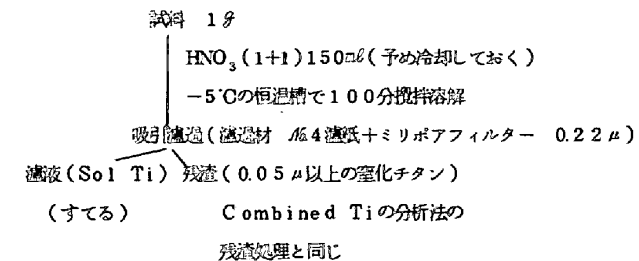 試料 1g
HNO₃(1+1)150ml(予め冷却しておく)
-5℃の恒温槽で100分攪拌溶解
吸引濾過(濾過材 №4濾紙+ミリポアフィルター 0.22μ)
濾液(Sol Ti) 残渣(0.05μ以上の窒化チタン)
(すてる) Combined Tiの分析法の
残渣処理と同じ